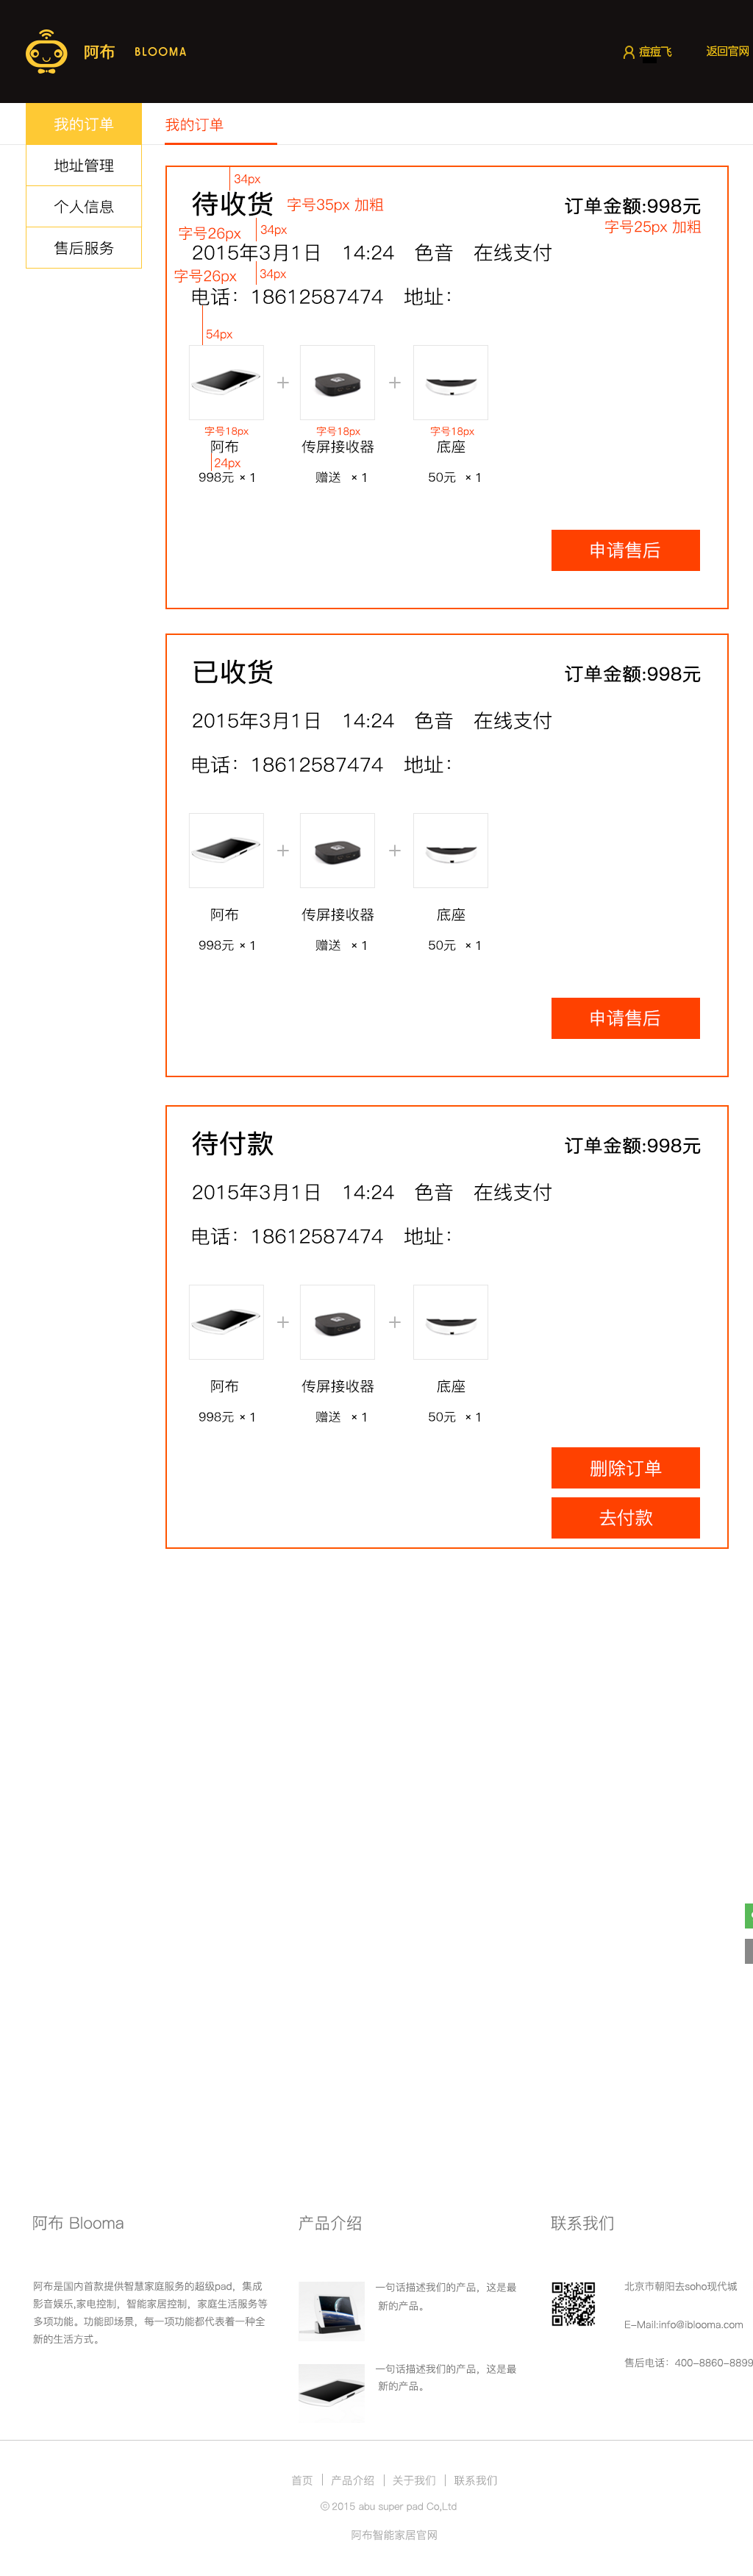 阿布 BLOOMA
痘痘飞 返回官网
我的订单
地址管理
个人信息
售后服务
我的订单
34px
待收货 字号35px 加粗 订单金额:998元
字号25px 加粗
字号26px 34px
2015年3月1日 14:24 色音 在线支付
字号26px 34px
电话：18612587474 地址：
54px
+ +
字号18px 字号18px 字号18px
阿布 传屏接收器 底座
24px
998元 × 1 赠送 × 1 50元 × 1
申请售后
已收货 订单金额:998元
2015年3月1日 14:24 色音 在线支付
电话：18612587474 地址：
+ +
阿布 传屏接收器 底座
998元 × 1 赠送 × 1 50元 × 1
申请售后
待付款 订单金额:998元
2015年3月1日 14:24 色音 在线支付
电话：18612587474 地址：
+ +
阿布 传屏接收器 底座
998元 × 1 赠送 × 1 50元 × 1
删除订单
去付款
阿布 Blooma
阿布是国内首款提供智慧家庭服务的超级pad，集成
影音娱乐,家电控制，智能家居控制，家庭生活服务等
多项功能。功能即场景，每一项功能都代表着一种全
新的生活方式。
产品介绍
一句话描述我们的产品，这是最
新的产品。
一句话描述我们的产品，这是最
新的产品。
联系我们
北京市朝阳去soho现代城
E-Mail:info@iblooma.com
售后电话：400-8860-8899
首页 | 产品介绍 | 关于我们 | 联系我们
©2015 abu super pad Co,Ltd
阿布智能家居官网